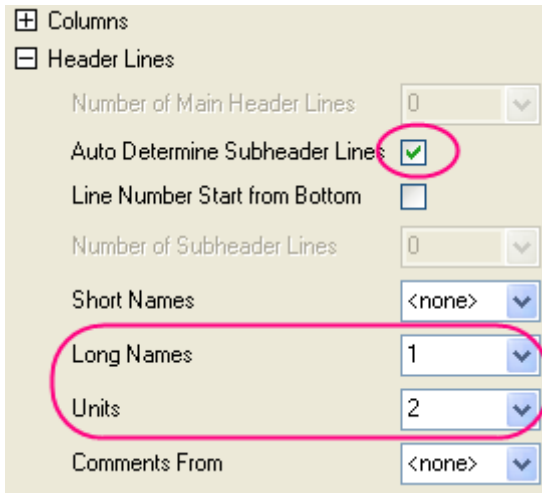 Columns
Header Lines
Number of Main Header Lines 0
Auto Determine Subheader Lines
Line Number Start from Bottom
Number of Subheader Lines 0
Short Names <none>
Long Names 1
Units 2
Comments From <none>